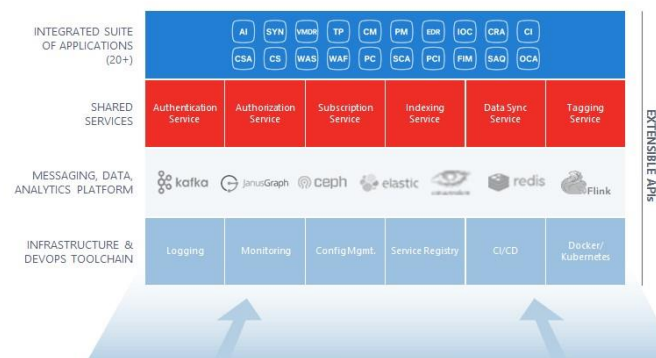 INTEGRATED SUITE
OF APPLICATIONS
(20+)
AI SYN VMDR TP CM PM EDR IOC CRA CI
CSA CS WAS WAF PC SCA PCI FIM SAQ OCA
SHARED
SERVICES
Authentication
Service
Authorization
Service
Subscription
Service
Indexing
Service
Data Sync
Service
Tagging
Service
MESSAGING, DATA,
ANALYTICS PLATFORM
kafka JanusGraph ceph elastic redis Flink
INFRASTRUCTURE &
DEVOPS TOOLCHAIN
Logging
Monitoring
Config Mgmt.
Service Registry
CI/CD
Docker/
Kubernetes
EXTENSIBLE APIs